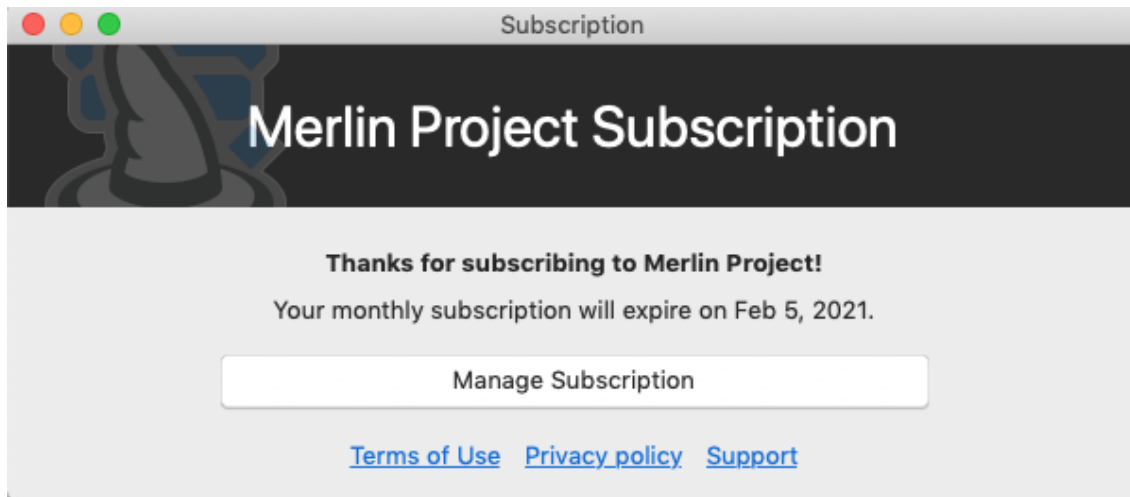 Subscription
Merlin Project Subscription
Thanks for subscribing to Merlin Project!
Your monthly subscription will expire on Feb 5, 2021.
Manage Subscription
Terms of Use Privacy policy Support